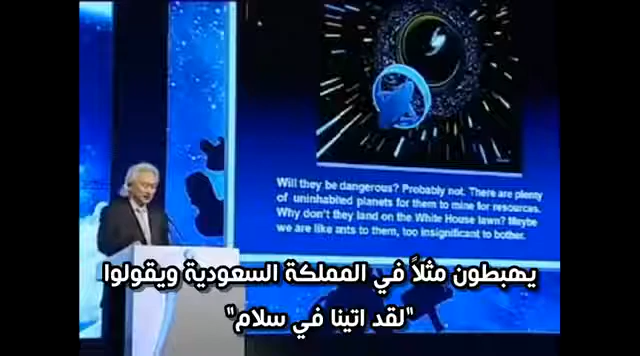 Will they be dangerous? Probably not. There are plenty
of uninhabited planets for them to mine for resources.
Why don't they land on the White House lawn? Maybe
we are like ants to them, too insignificant to bother.
يهبطون مثلاً في المملكة السعودية ويقولوا
"لقد اتينا في سلام"